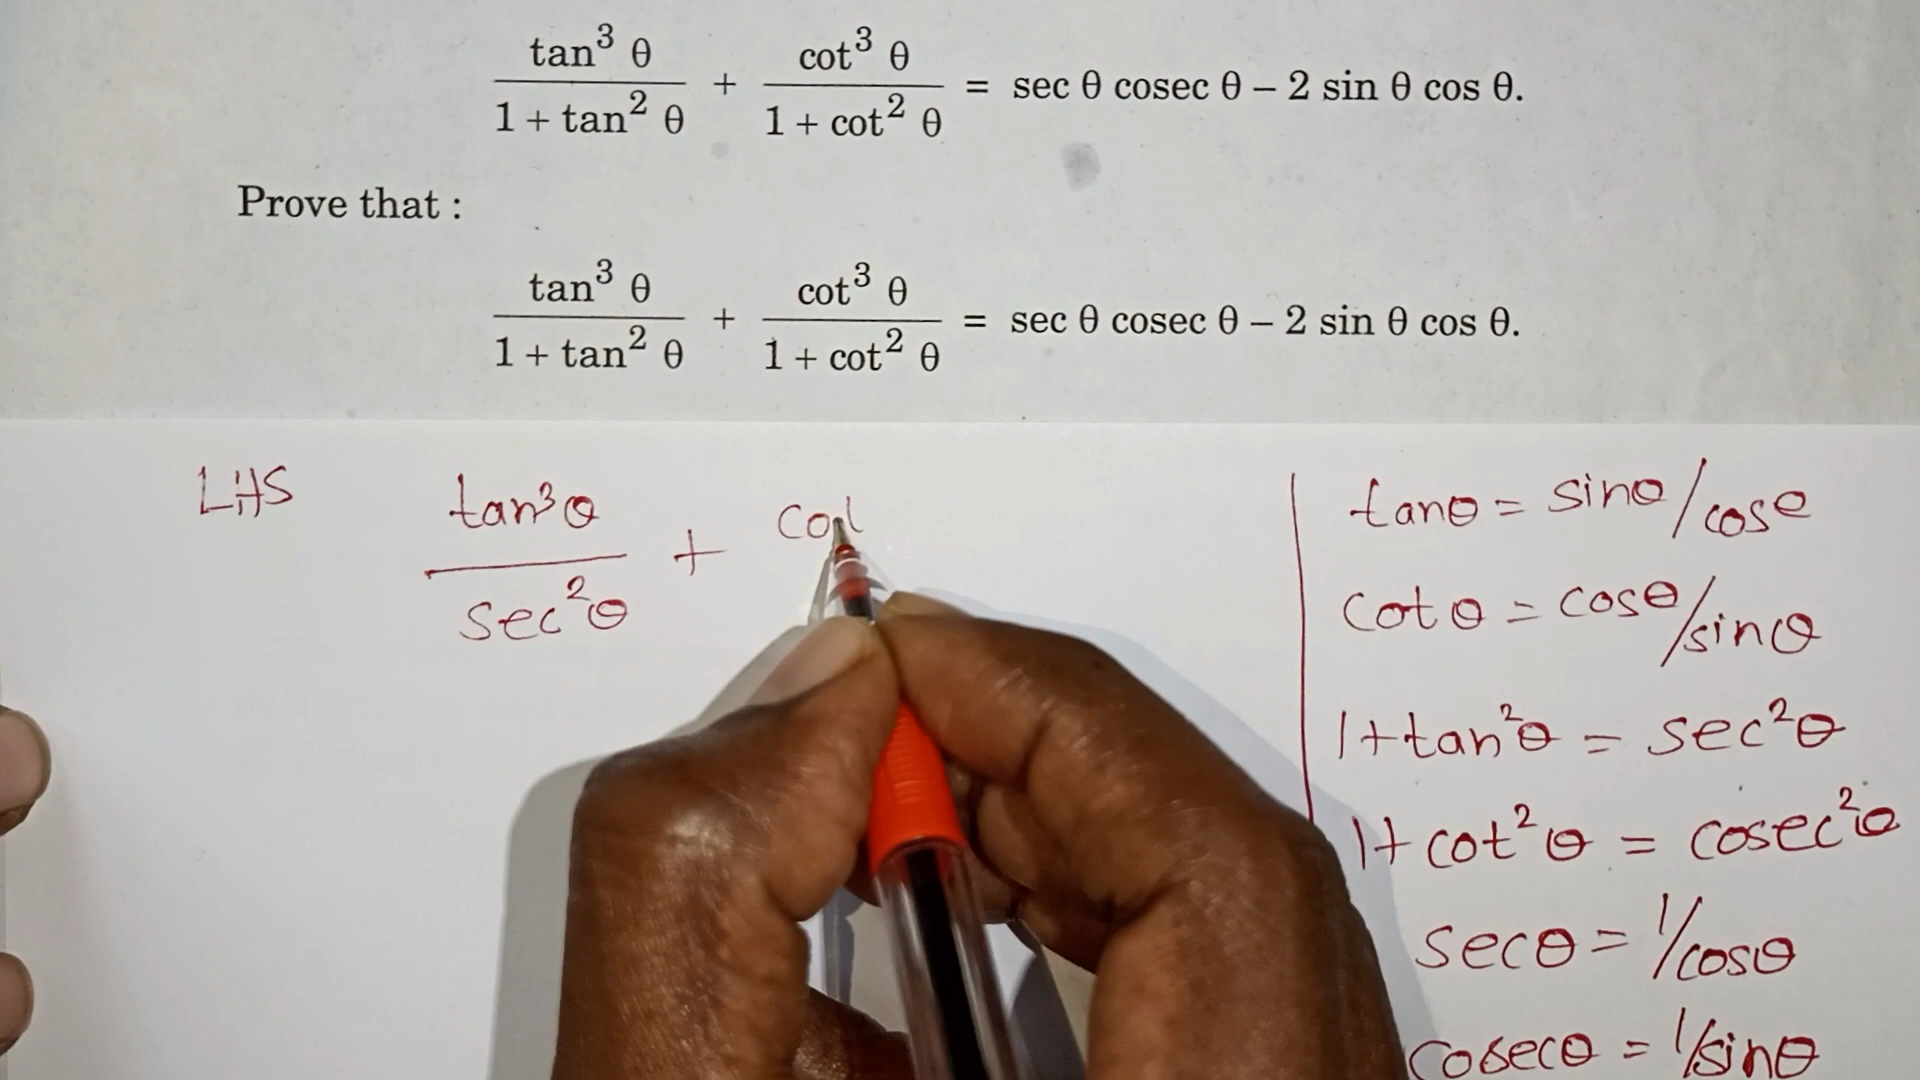 tan³ θ / 1 + tan² θ + cot³ θ / 1 + cot² θ = sec θ cosec θ – 2 sin θ cos θ.
Prove that :
tan³ θ / 1 + tan² θ + cot³ θ / 1 + cot² θ = sec θ cosec θ – 2 sin θ cos θ.
LHS tan³θ / sec²θ + cot
tanθ = sinθ/cosθ
cotθ = cosθ/sinθ
1+tan²θ = sec²θ
1+cot²θ = cosec²θ
secθ = 1/cosθ
cosecθ = 1/sinθ